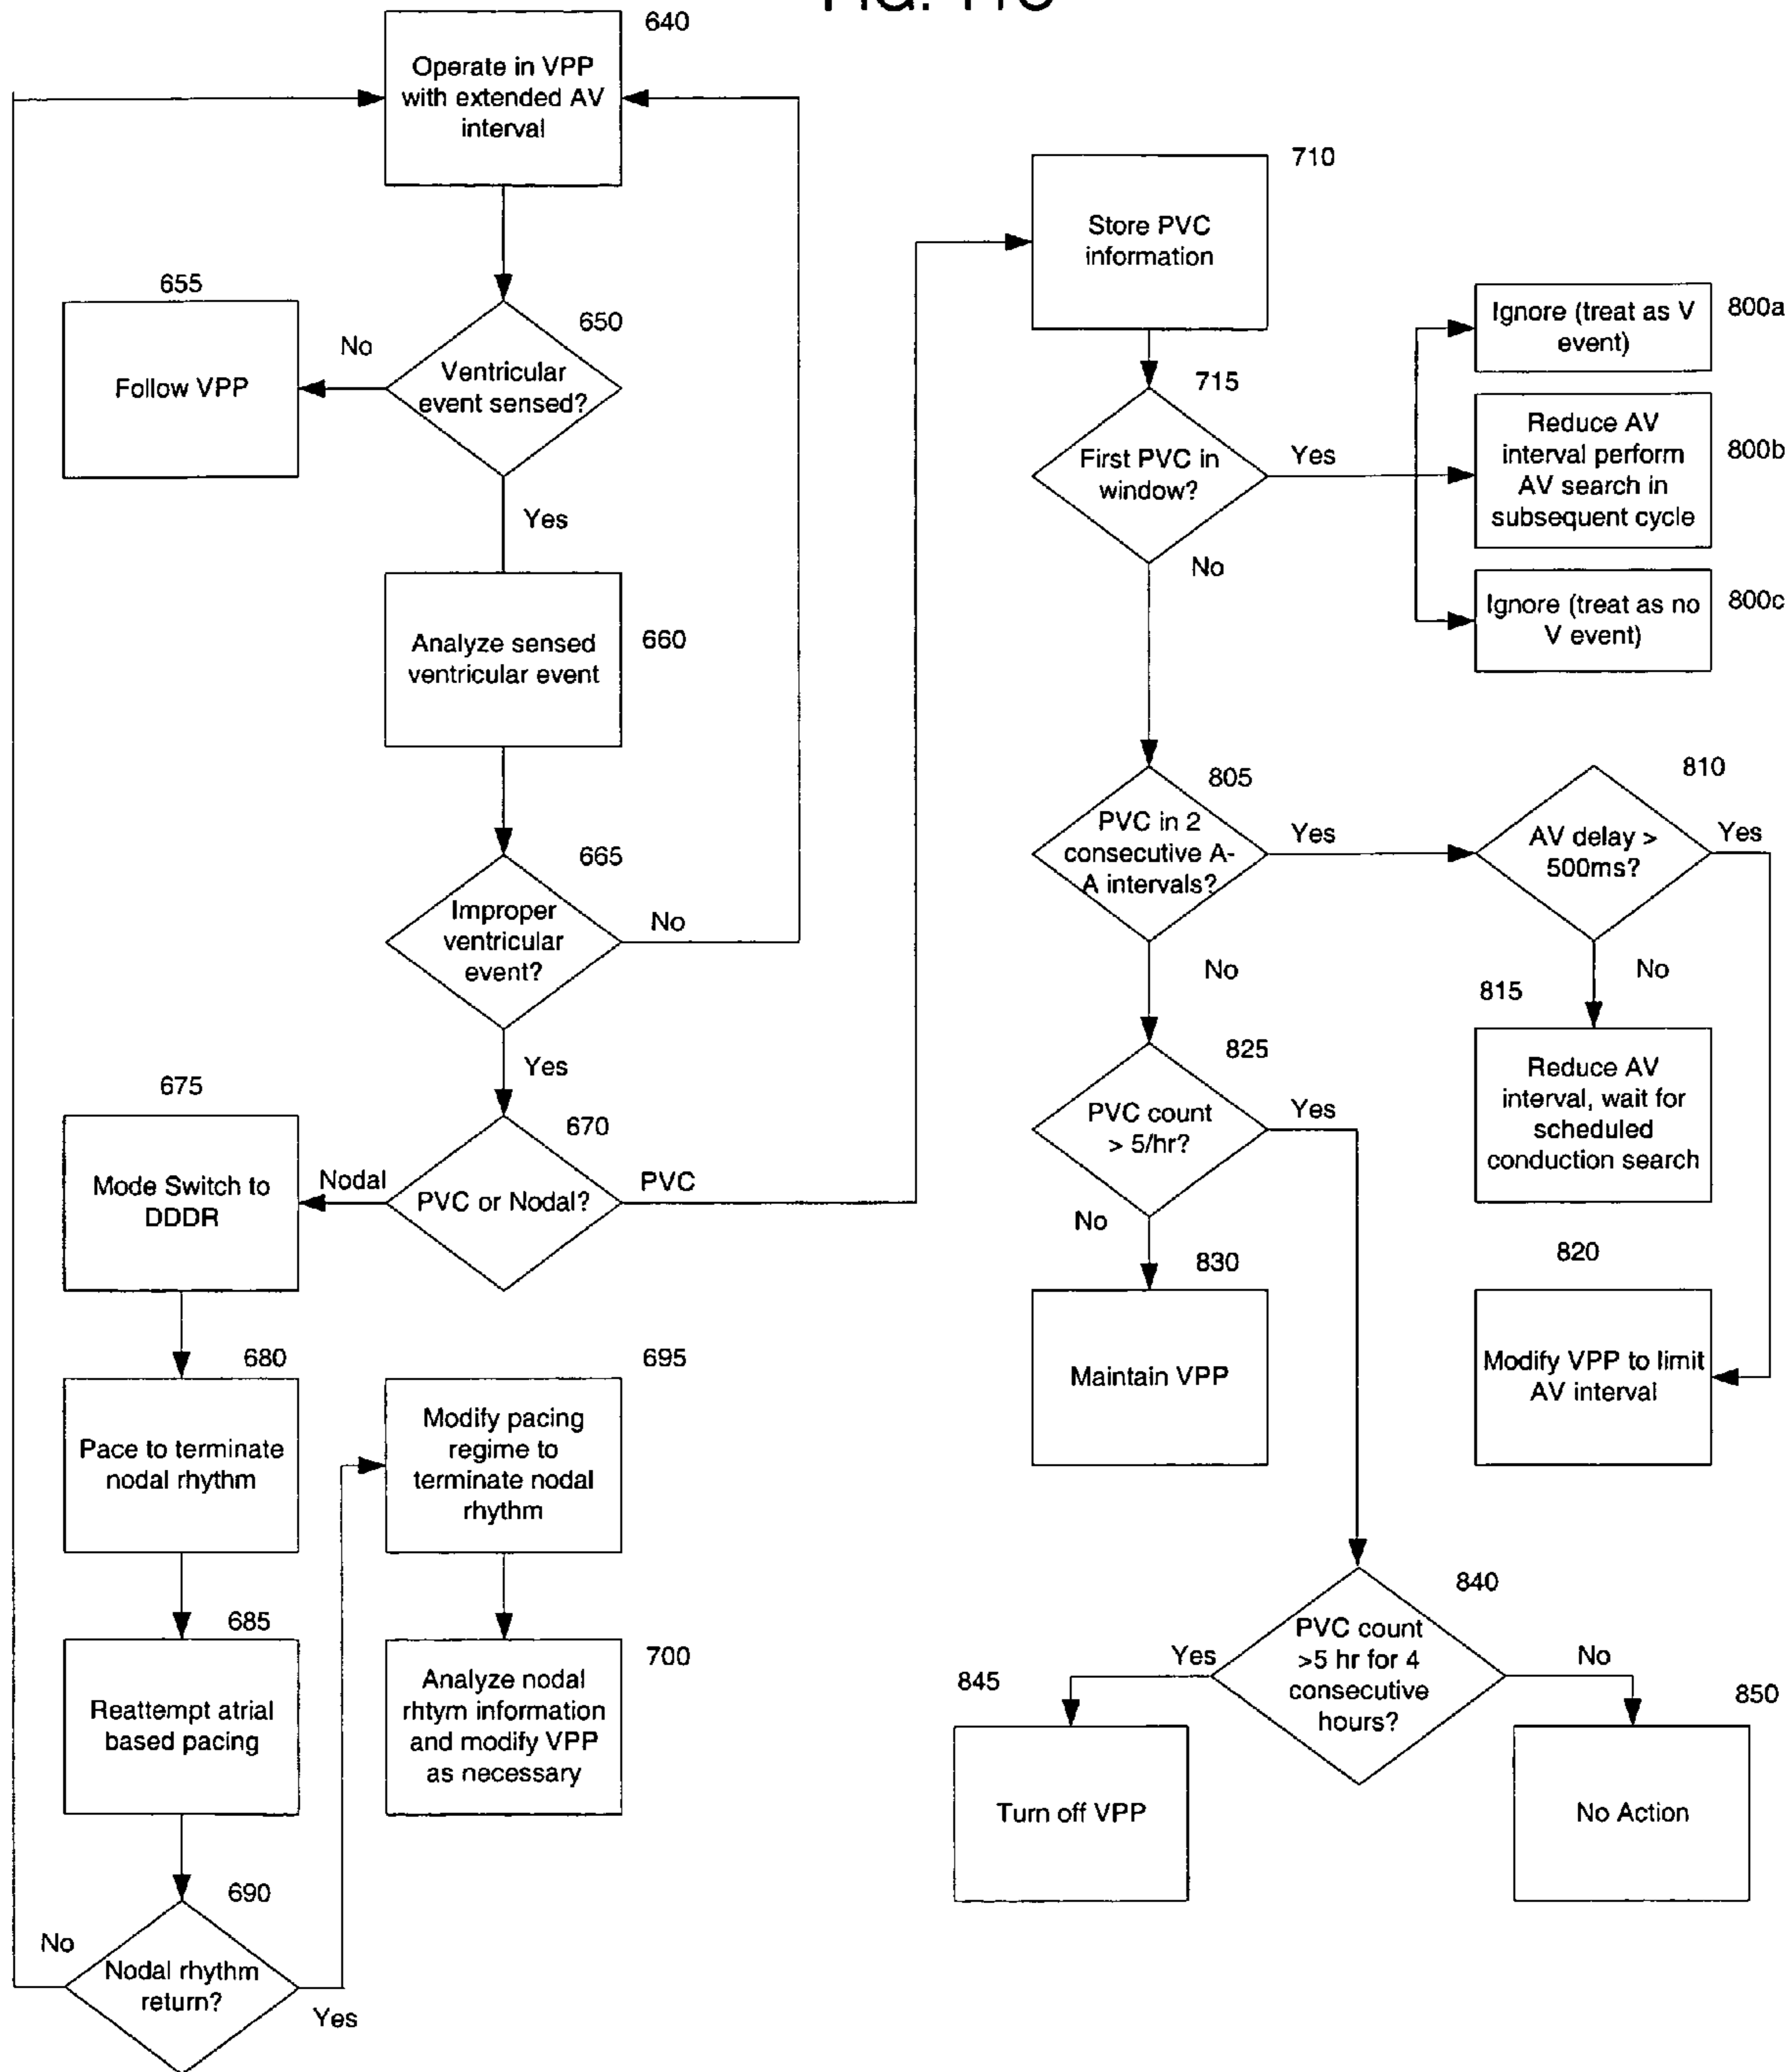 640
Operate in VPP
with extended AV
interval
655
Follow VPP
No
650
Ventricular
event sensed?
Yes
Analyze sensed
ventricular event
660
665
Improper
ventricular
event?
No
Yes
675
Mode Switch to
DDDR
Nodal
670
PVC or Nodal?
PVC
680
Pace to terminate
nodal rhythm
695
Modify pacing
regime to
terminate nodal
rhythm
685
Reattempt atrial
based pacing
700
Analyze nodal
rhtym information
and modify VPP
as necessary
690
No
Nodal rhythm
return?
Yes
710
Store PVC
information
715
First PVC in
window?
Yes
No
Ignore (treat as V
event)
800a
Reduce AV
interval perform
AV search in
subsequent cycle
800b
Ignore (treat as no
V event)
800c
805
PVC in 2
consecutive A-
A intervals?
Yes
No
810
AV delay >
500ms?
Yes
No
815
Reduce AV
interval, wait for
scheduled
conduction search
820
Modify VPP to limit
AV interval
825
PVC count
> 5/hr?
Yes
No
830
Maintain VPP
840
PVC count
>5 hr for 4
consecutive
hours?
Yes
No
845
Turn off VPP
850
No Action